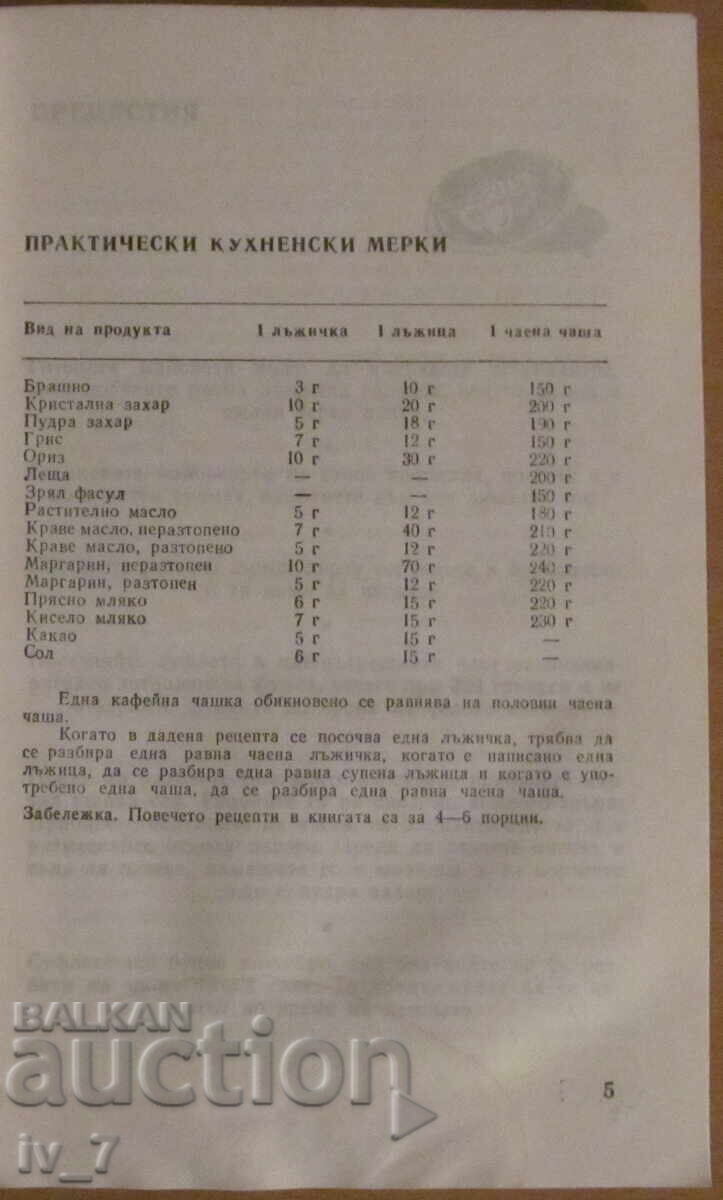 ПРАКТИЧЕСКИ КУХНЕНСКИ МЕРКИ
Вид на продукта 1 лъжичка 1 лъжица 1 чаена чаша
Брашно 3 г 10 г 150 г
Кристална захар 10 г 20 г 200 г
Пудра захар 5 г 18 г 190 г
Грис 7 г 12 г 150 г
Ориз 10 г 30 г 220 г
Леща — — 200 г
Зрял фасул — — 150 г
Растително масло 5 г 12 г 180 г
Краве масло, неразтопено 7 г 40 г 210 г
Краве масло, разтопено 5 г 12 г 220 г
Маргарин, неразтопен 10 г 70 г 240 г
Маргарин, разтопен 5 г 12 г 220 г
Прясно мляко 6 г 15 г 220 г
Кисело мляко 7 г 15 г 230 г
Какао 5 г 15 г —
Сол 6 г 15 г —
Една кафейна чашка обикновено се равнява на половин чаена
чаша.
Когато в дадена рецепта се посочва една лъжичка, трябва да
се разбира една равна чаена лъжичка, когато е написано една
лъжица, да се разбира една равна супена лъжица и когато е упо-
требено една чаша, да се разбира една равна чаена чаша.
Забележка. Повечето рецепти в книгата са за 4—6 порции.
BALKAN
auction
5
iv_7